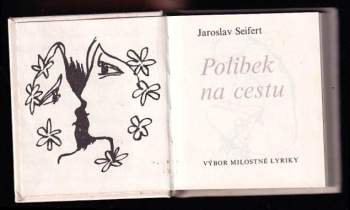 Jaroslav Seifert
Polibek
na cestu
VÝBOR MILOSTNÉ LYRIKY